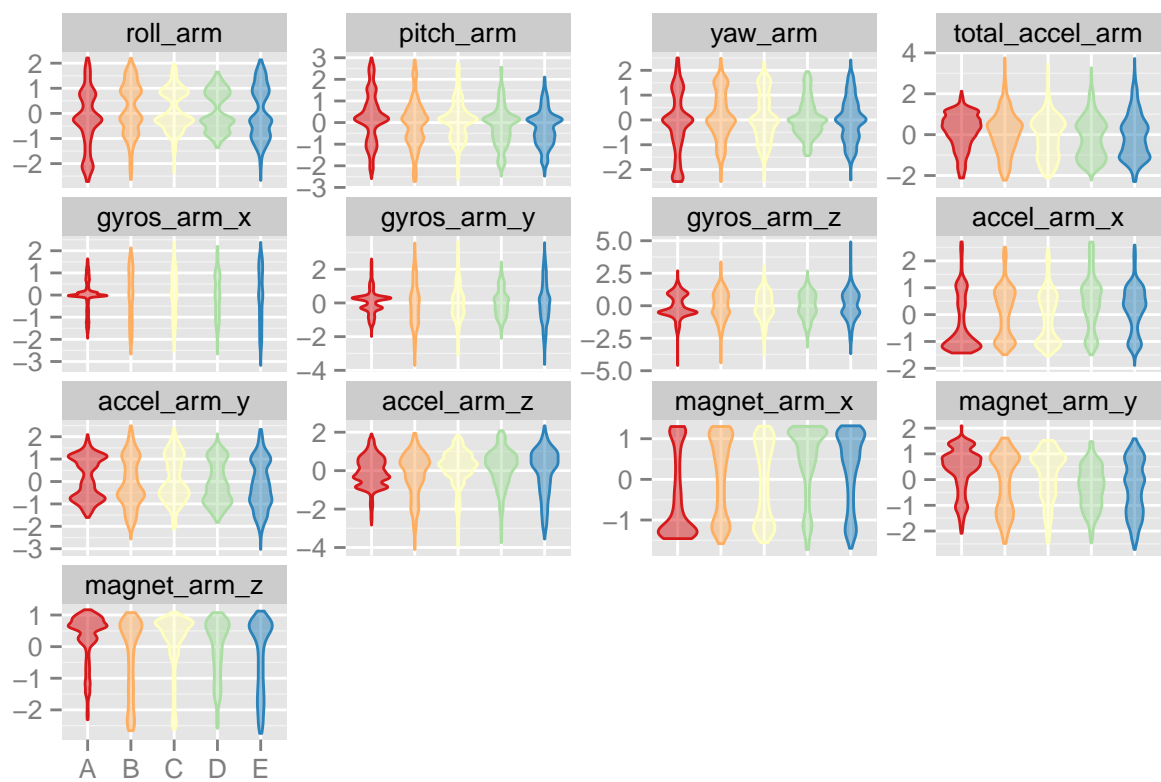 roll_arm pitch_arm yaw_arm total_accel_arm
2 3 2 4
1 2 1 2
0 1 0 0
−1 0 −1 −2
−2 −1 −2
−2
−3
gyros_arm_x gyros_arm_y gyros_arm_z accel_arm_x
2 2 5.0 2
1 0 2.5 1
0 −2 0.0 0
−1 −4 −2.5 −1
−2 −5.0 −2
−3
accel_arm_y accel_arm_z magnet_arm_x magnet_arm_y
2 2 1 2
1 0 0 1
0 −2 −1 0
−1 −4 −1
−2 −2
−3
magnet_arm_z
1
0
−1
−2
A B C D E